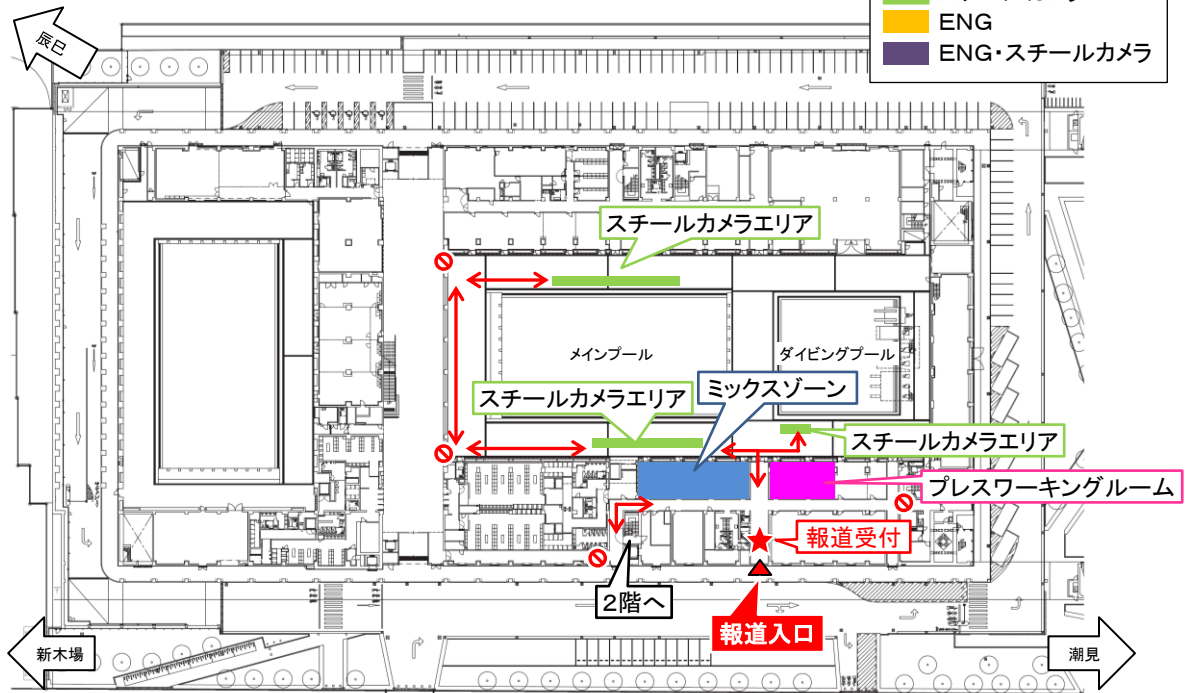 ENG
ENG・スチールカメラ
辰巳
スチールカメラエリア
メインプール
ダイビングプール
スチールカメラエリア
ミックスゾーン
スチールカメラエリア
プレスワーキングルーム
報道受付
2階へ
報道入口
新木場
潮見